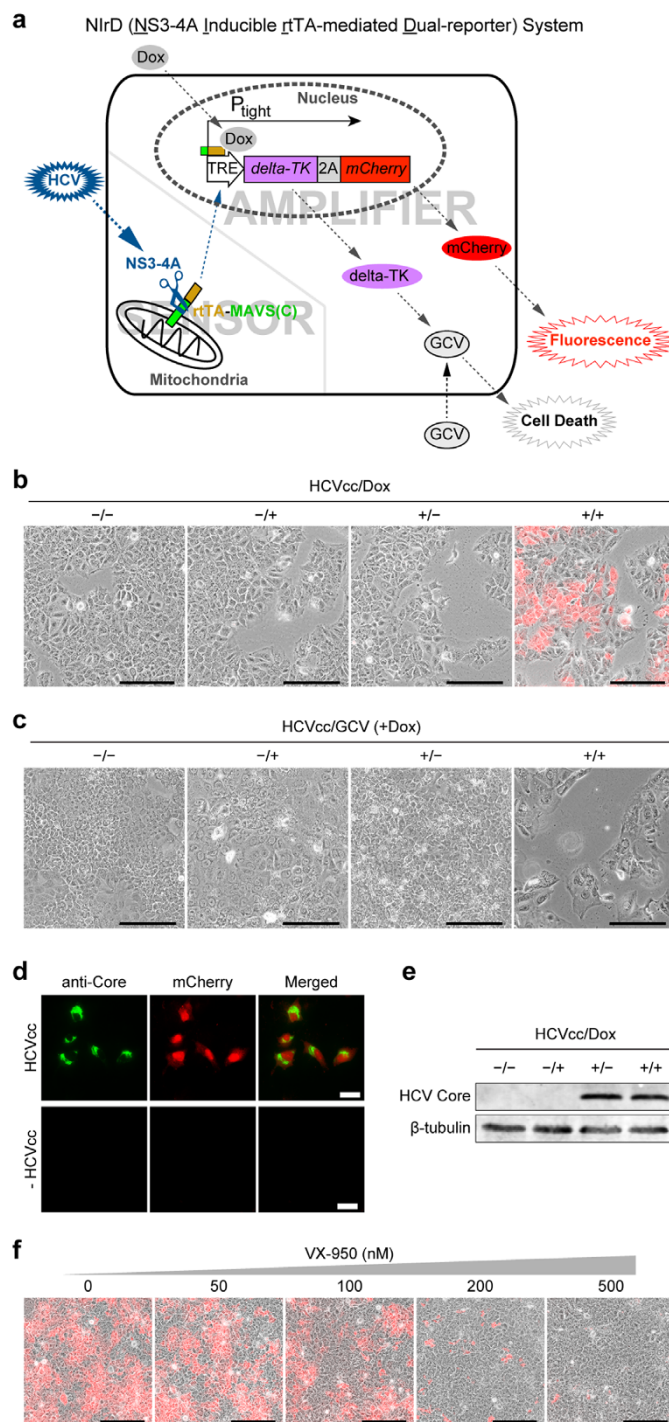 a
NIrD (NS3-4A Inducible rtTA-mediated Dual-reporter) System
Dox
Ptight
Nucleus
Dox
TRE delta-TK 2A mCherry
HCV
AMPLIFIER
NS3-4A
mCherry
delta-TK
rtTA-MAVS(C)
SENSOR
GCV
Fluorescence
Mitochondria
Cell Death
GCV
b
HCVcc/Dox
−/− −/+ +/− +/+
c
HCVcc/GCV (+Dox)
−/− −/+ +/− +/+
d
anti-Core mCherry Merged
HCVcc
- HCVcc
e
HCVcc/Dox
−/− −/+ +/− +/+
HCV Core
β-tubulin
f
VX-950 (nM)
0 50 100 200 500